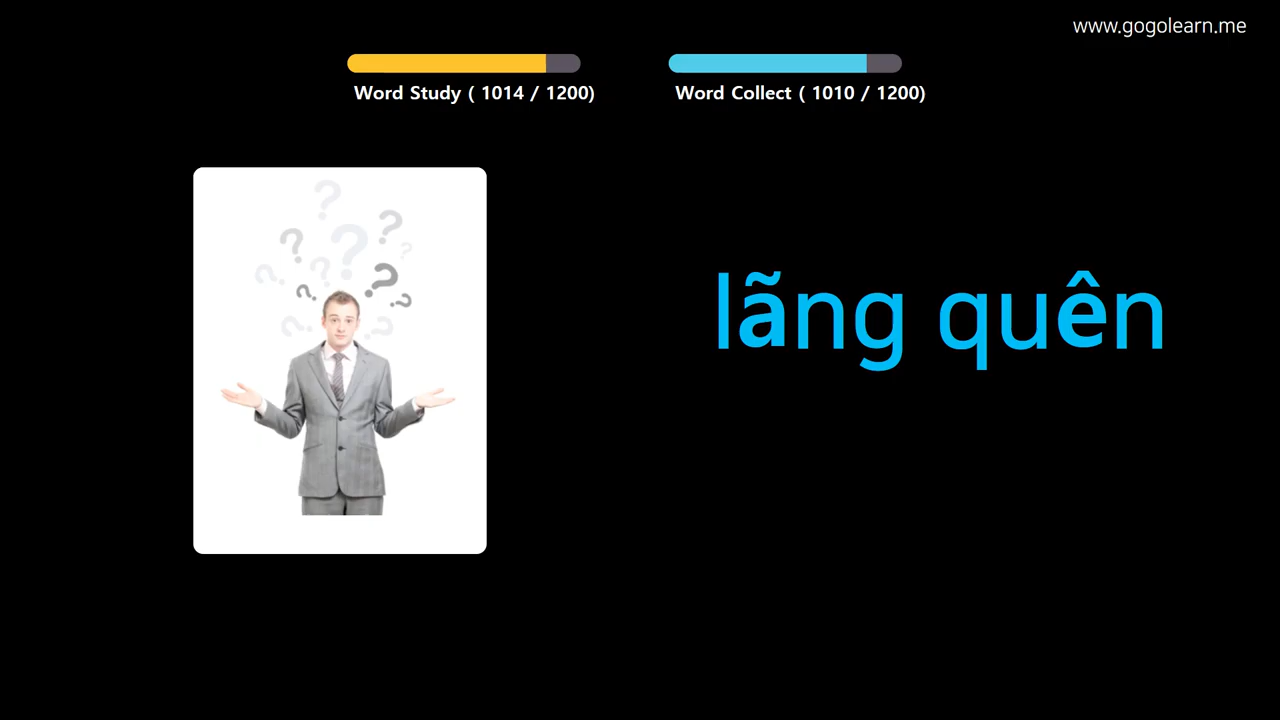 www.gogolearn.me
Word Study ( 1014 / 1200)
Word Collect ( 1010 / 1200)
? ? ? ? ? ? ? ? ? ? ? ?
lãng quên